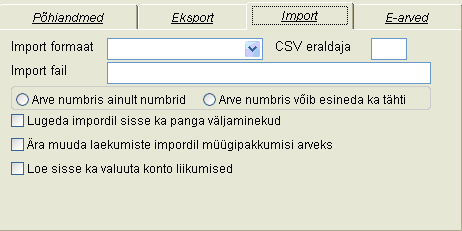 Põhiandmed Eksport Import E-arved
Import formaat CSV eraldaja
Import fail
Arve numbris ainult numbrid Arve numbris võib esineda ka tähti
Lugeda impordil sisse ka panga väljaminekud
Ära muuda laekumiste impordil müügipakkumisi arveks
Loe sisse ka valuuta konto liikumised